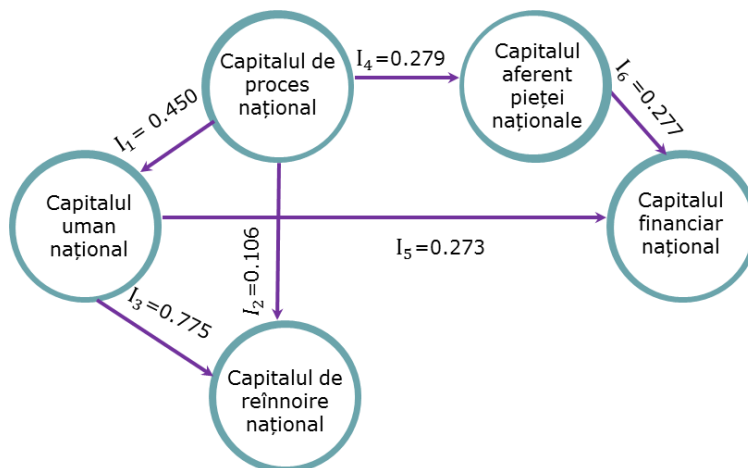 Capitalul de
proces
național
I₄=0.279
Capitalul
aferent
pieței
naționale
I₆=0.277
I₁= 0.450
Capitalul
uman
național
Capitalul
financiar
național
I₅=0.273
I₂=0.106
I₃=0.775
Capitalul de
reînnoire
național